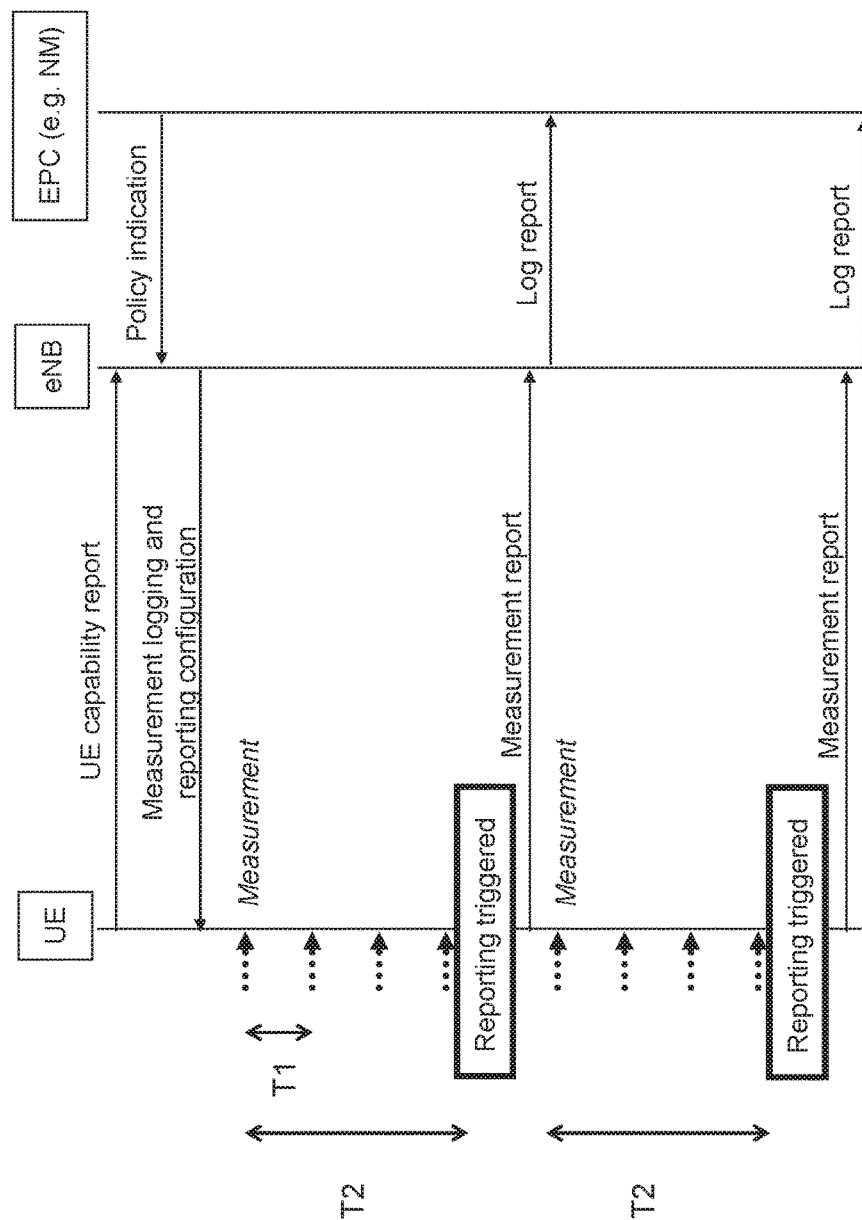 UE
eNB
EPC (e.g. NM)
UE capability report
Policy indication
Measurement logging and
reporting configuration
Measurement
T1
T2
Reporting triggered
Measurement report
Log report
Measurement
T2
Reporting triggered
Measurement report
Log report